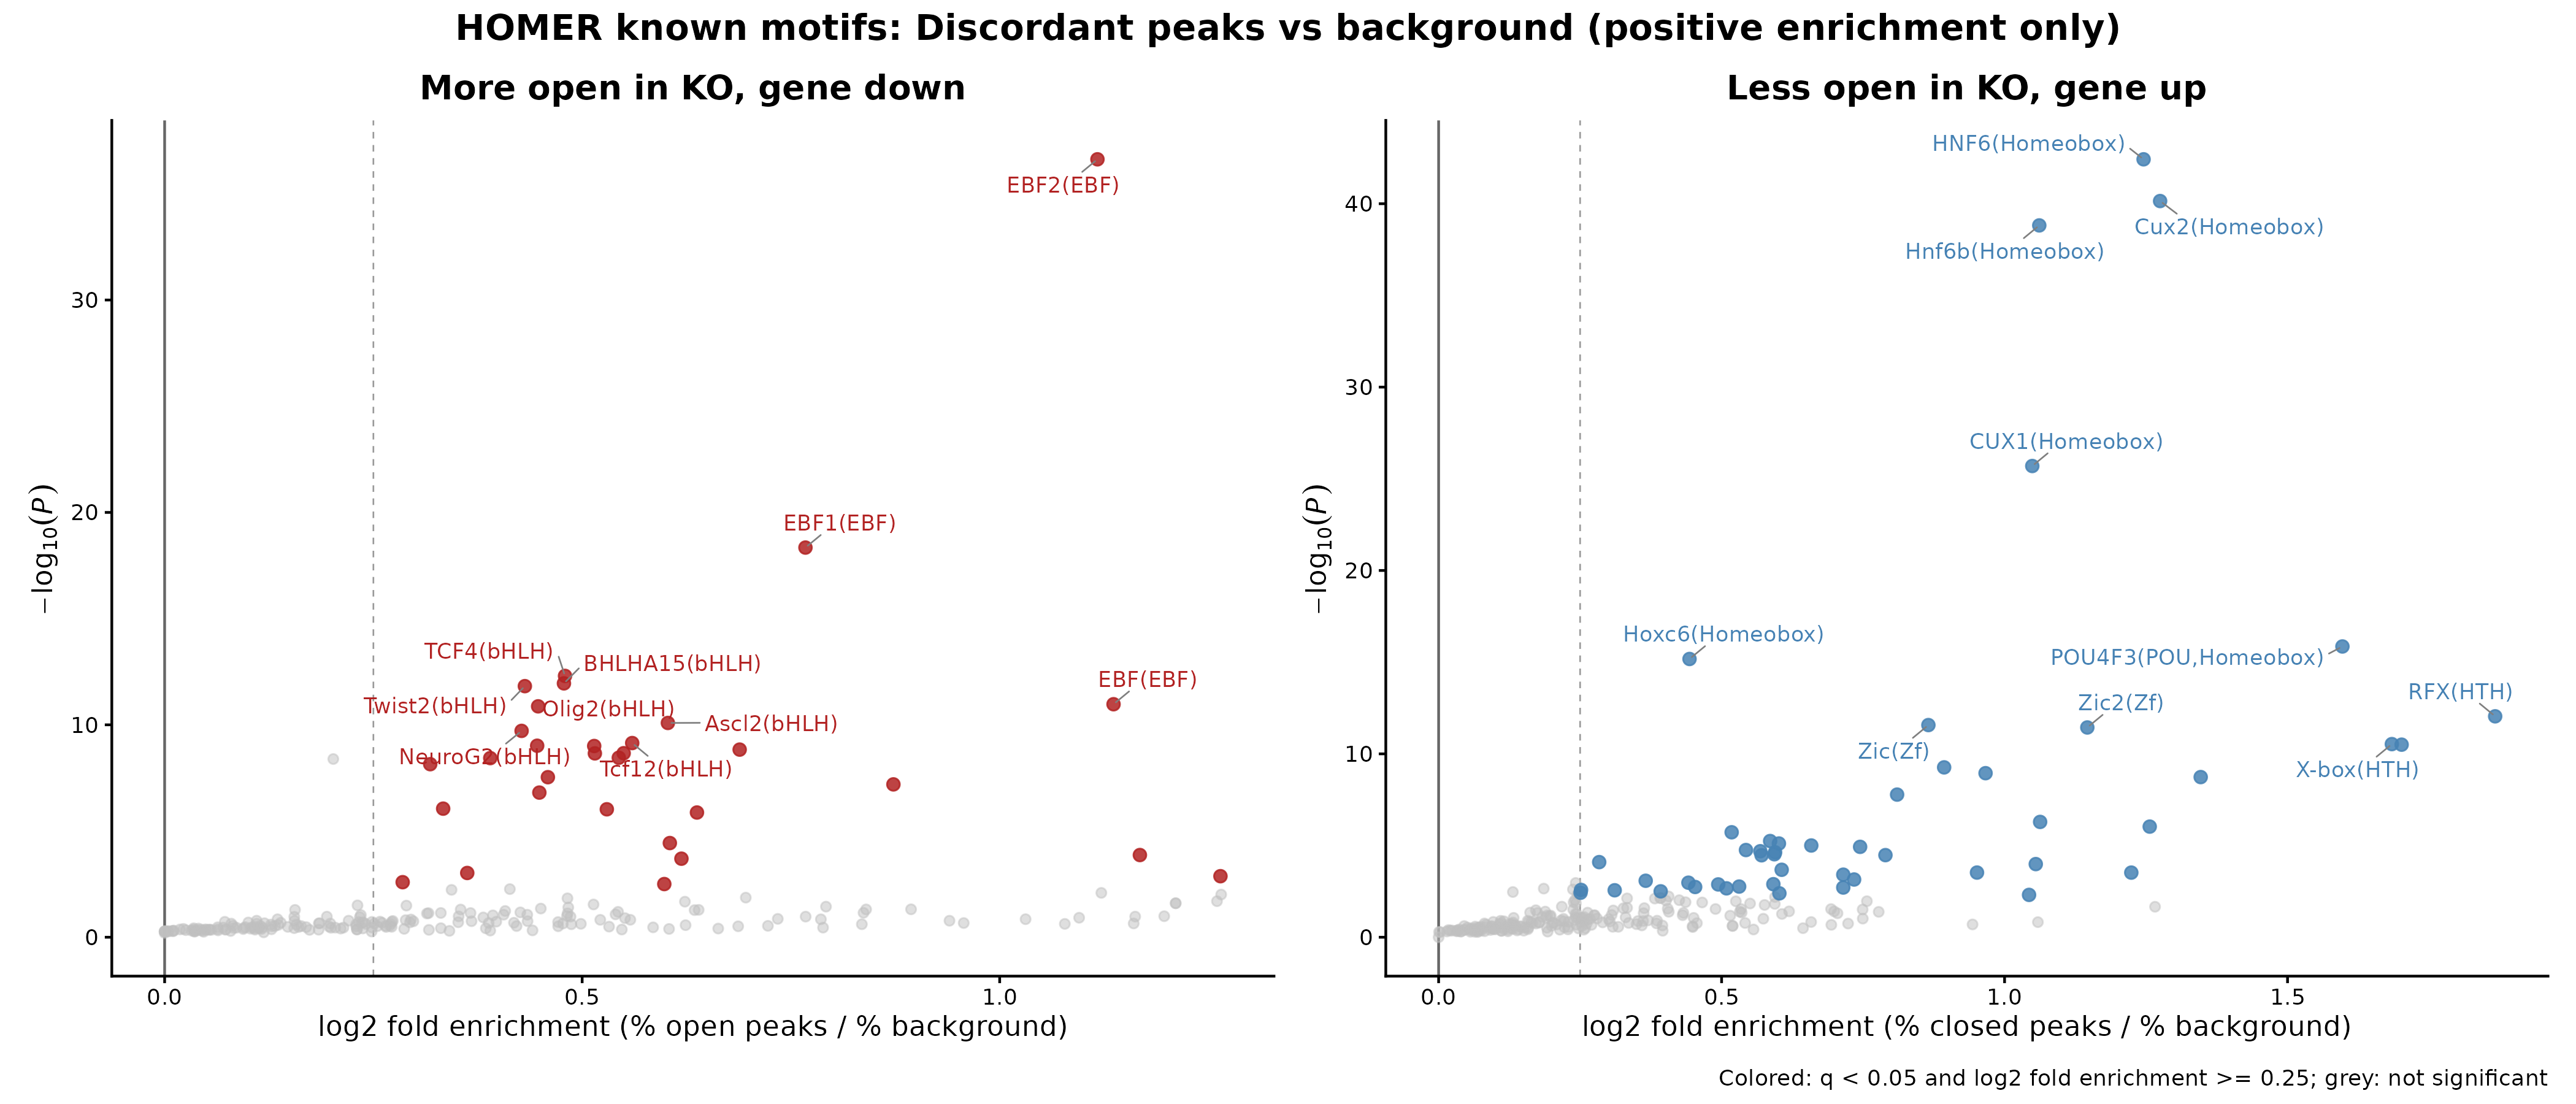 HOMER known motifs: Discordant peaks vs background (positive enrichment only)
More open in KO, gene down
−log10(P)
30
20
10
0
EBF2(EBF)
EBF1(EBF)
TCF4(bHLH)
BHLHA15(bHLH)
EBF(EBF)
Twist2(bHLH)
Olig2(bHLH)
Ascl2(bHLH)
NeuroG2(bHLH)
Tcf12(bHLH)
0.0
0.5
1.0
log2 fold enrichment (% open peaks / % background)
Less open in KO, gene up
−log10(P)
40
30
20
10
0
HNF6(Homeobox)
Cux2(Homeobox)
Hnf6b(Homeobox)
CUX1(Homeobox)
Hoxc6(Homeobox)
POU4F3(POU,Homeobox)
RFX(HTH)
Zic2(Zf)
Zic(Zf)
X-box(HTH)
0.0
0.5
1.0
1.5
log2 fold enrichment (% closed peaks / % background)
Colored: q < 0.05 and log2 fold enrichment >= 0.25; grey: not significant